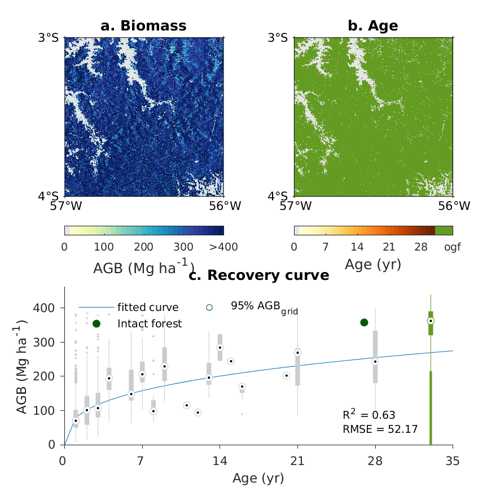 a. Biomass
b. Age
3°S
3°S
4°S
4°S
57°W
56°W
57°W
56°W
0 100 200 300 >400
0 7 14 21 28 ogf
AGB (Mg ha⁻¹)
Age (yr)
c. Recovery curve
fitted curve
95% AGB_grid
Intact forest
400
300
200
100
0
AGB (Mg ha⁻¹)
R² = 0.63
RMSE = 52.17
0 7 14 21 28 35
Age (yr)